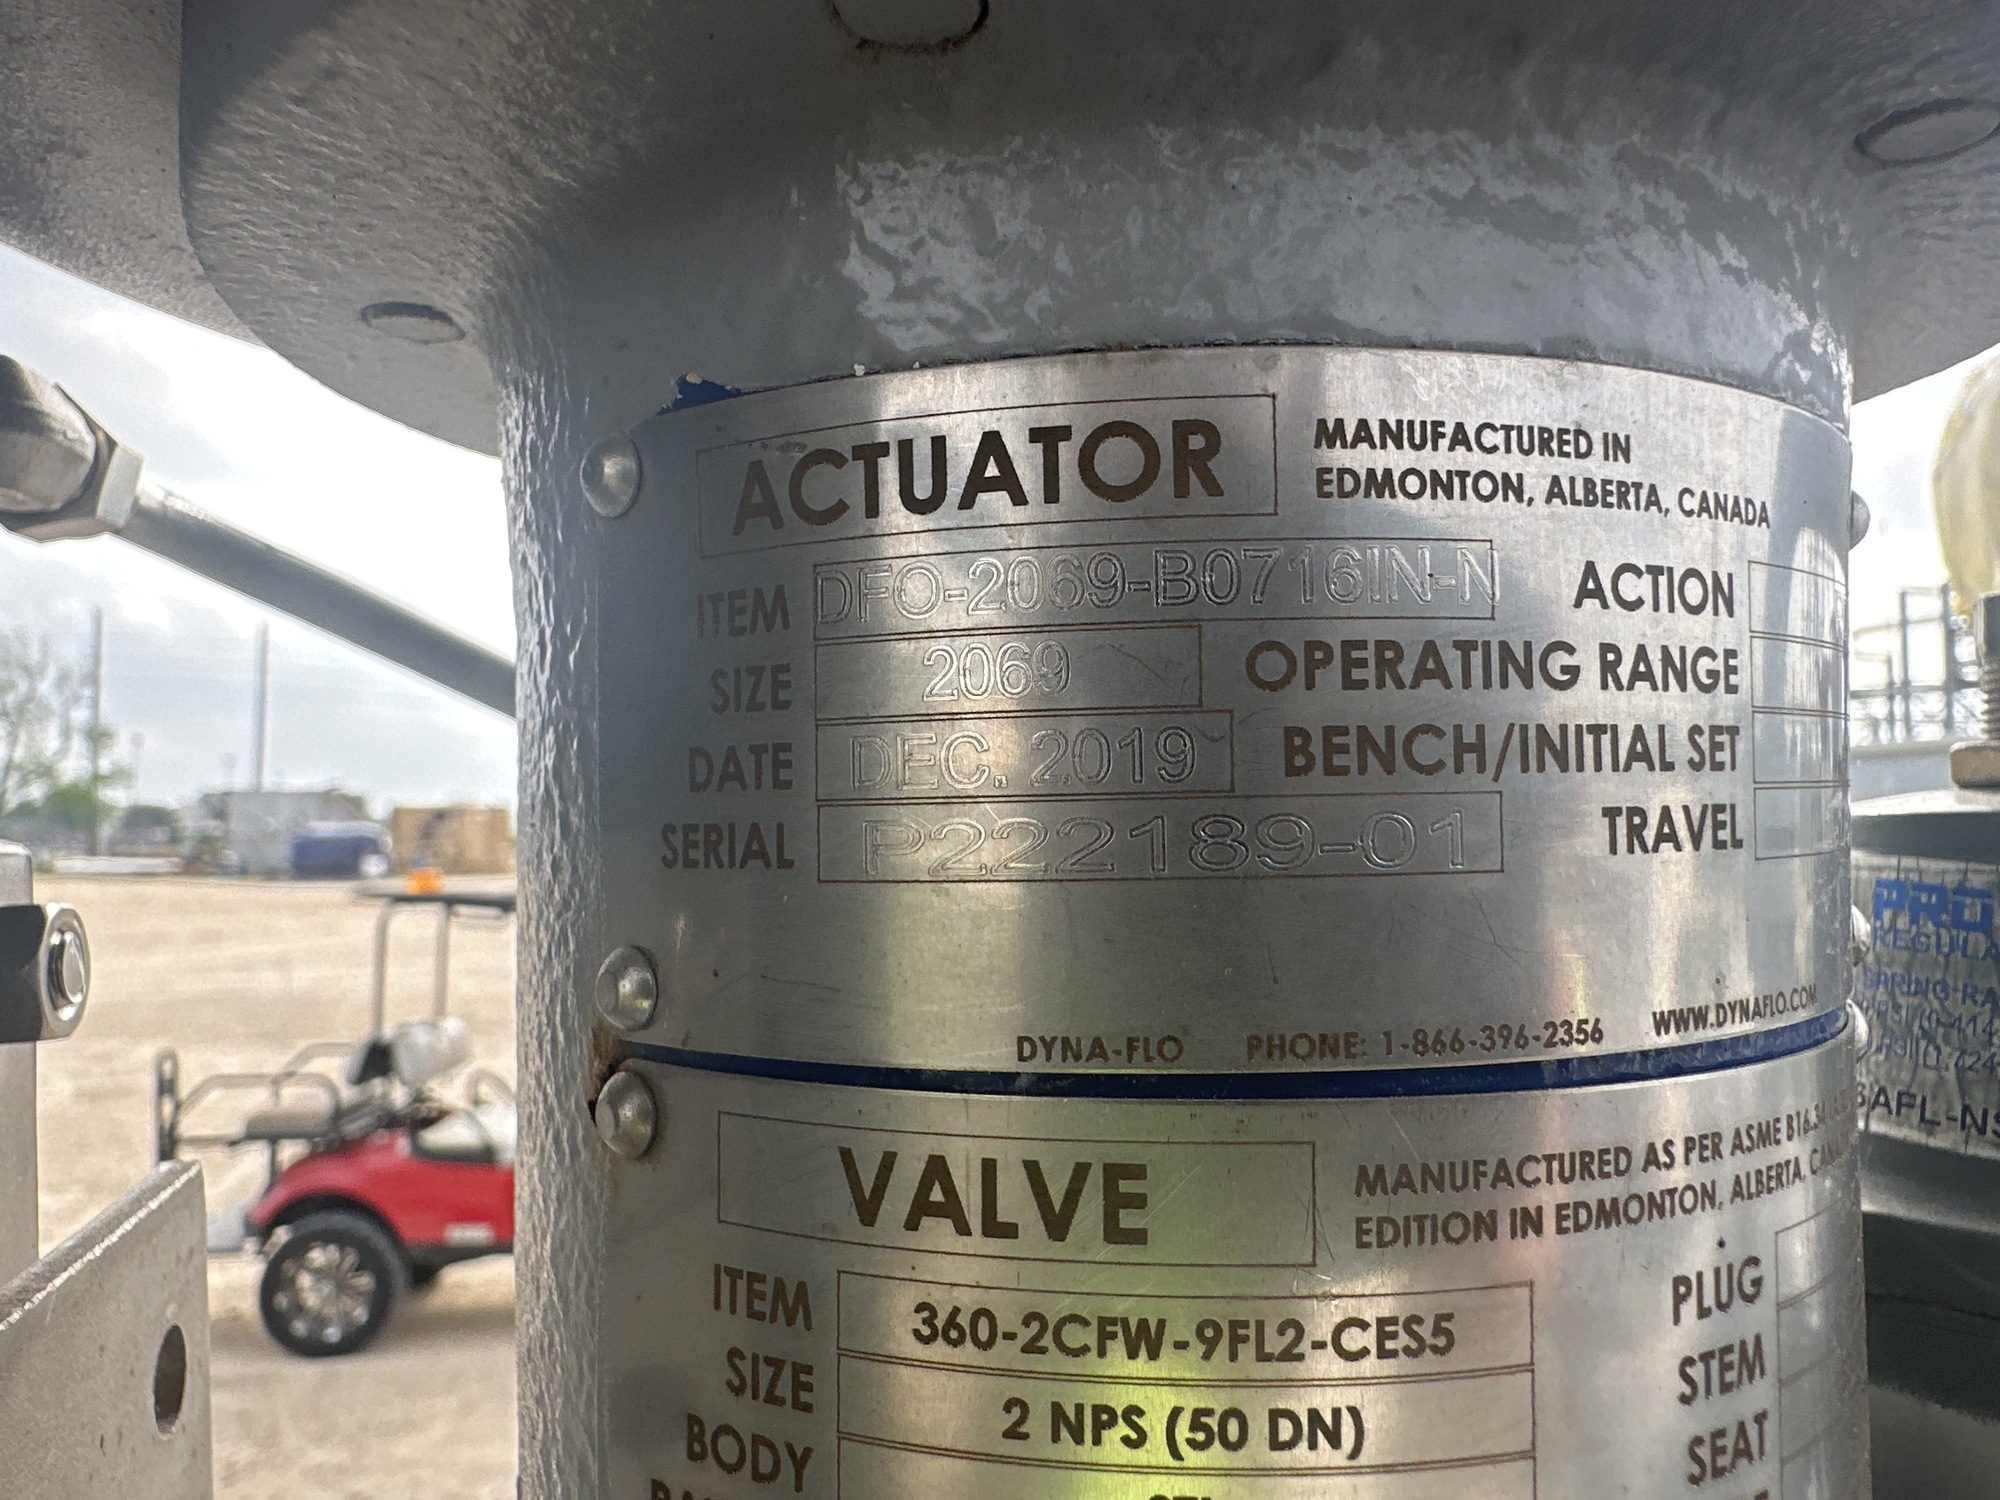 ACTUATOR
MANUFACTURED IN
EDMONTON, ALBERTA, CANADA
ITEM DFO-2069-B0716IN-N
SIZE 2069
DATE DEC. 2019
SERIAL P222189-01
ACTION
OPERATING RANGE
BENCH/INITIAL SET
TRAVEL
DYNA-FLO PHONE: 1-866-396-2356 WWW.DYNAFLO.COM
VALVE
MANUFACTURED AS PER ASME B16.34
EDITION IN EDMONTON, ALBERTA,
ITEM 360-2CFW-9FL2-CES5
SIZE 2 NPS (50 DN)
BODY
PLUG
STEM
SEAT